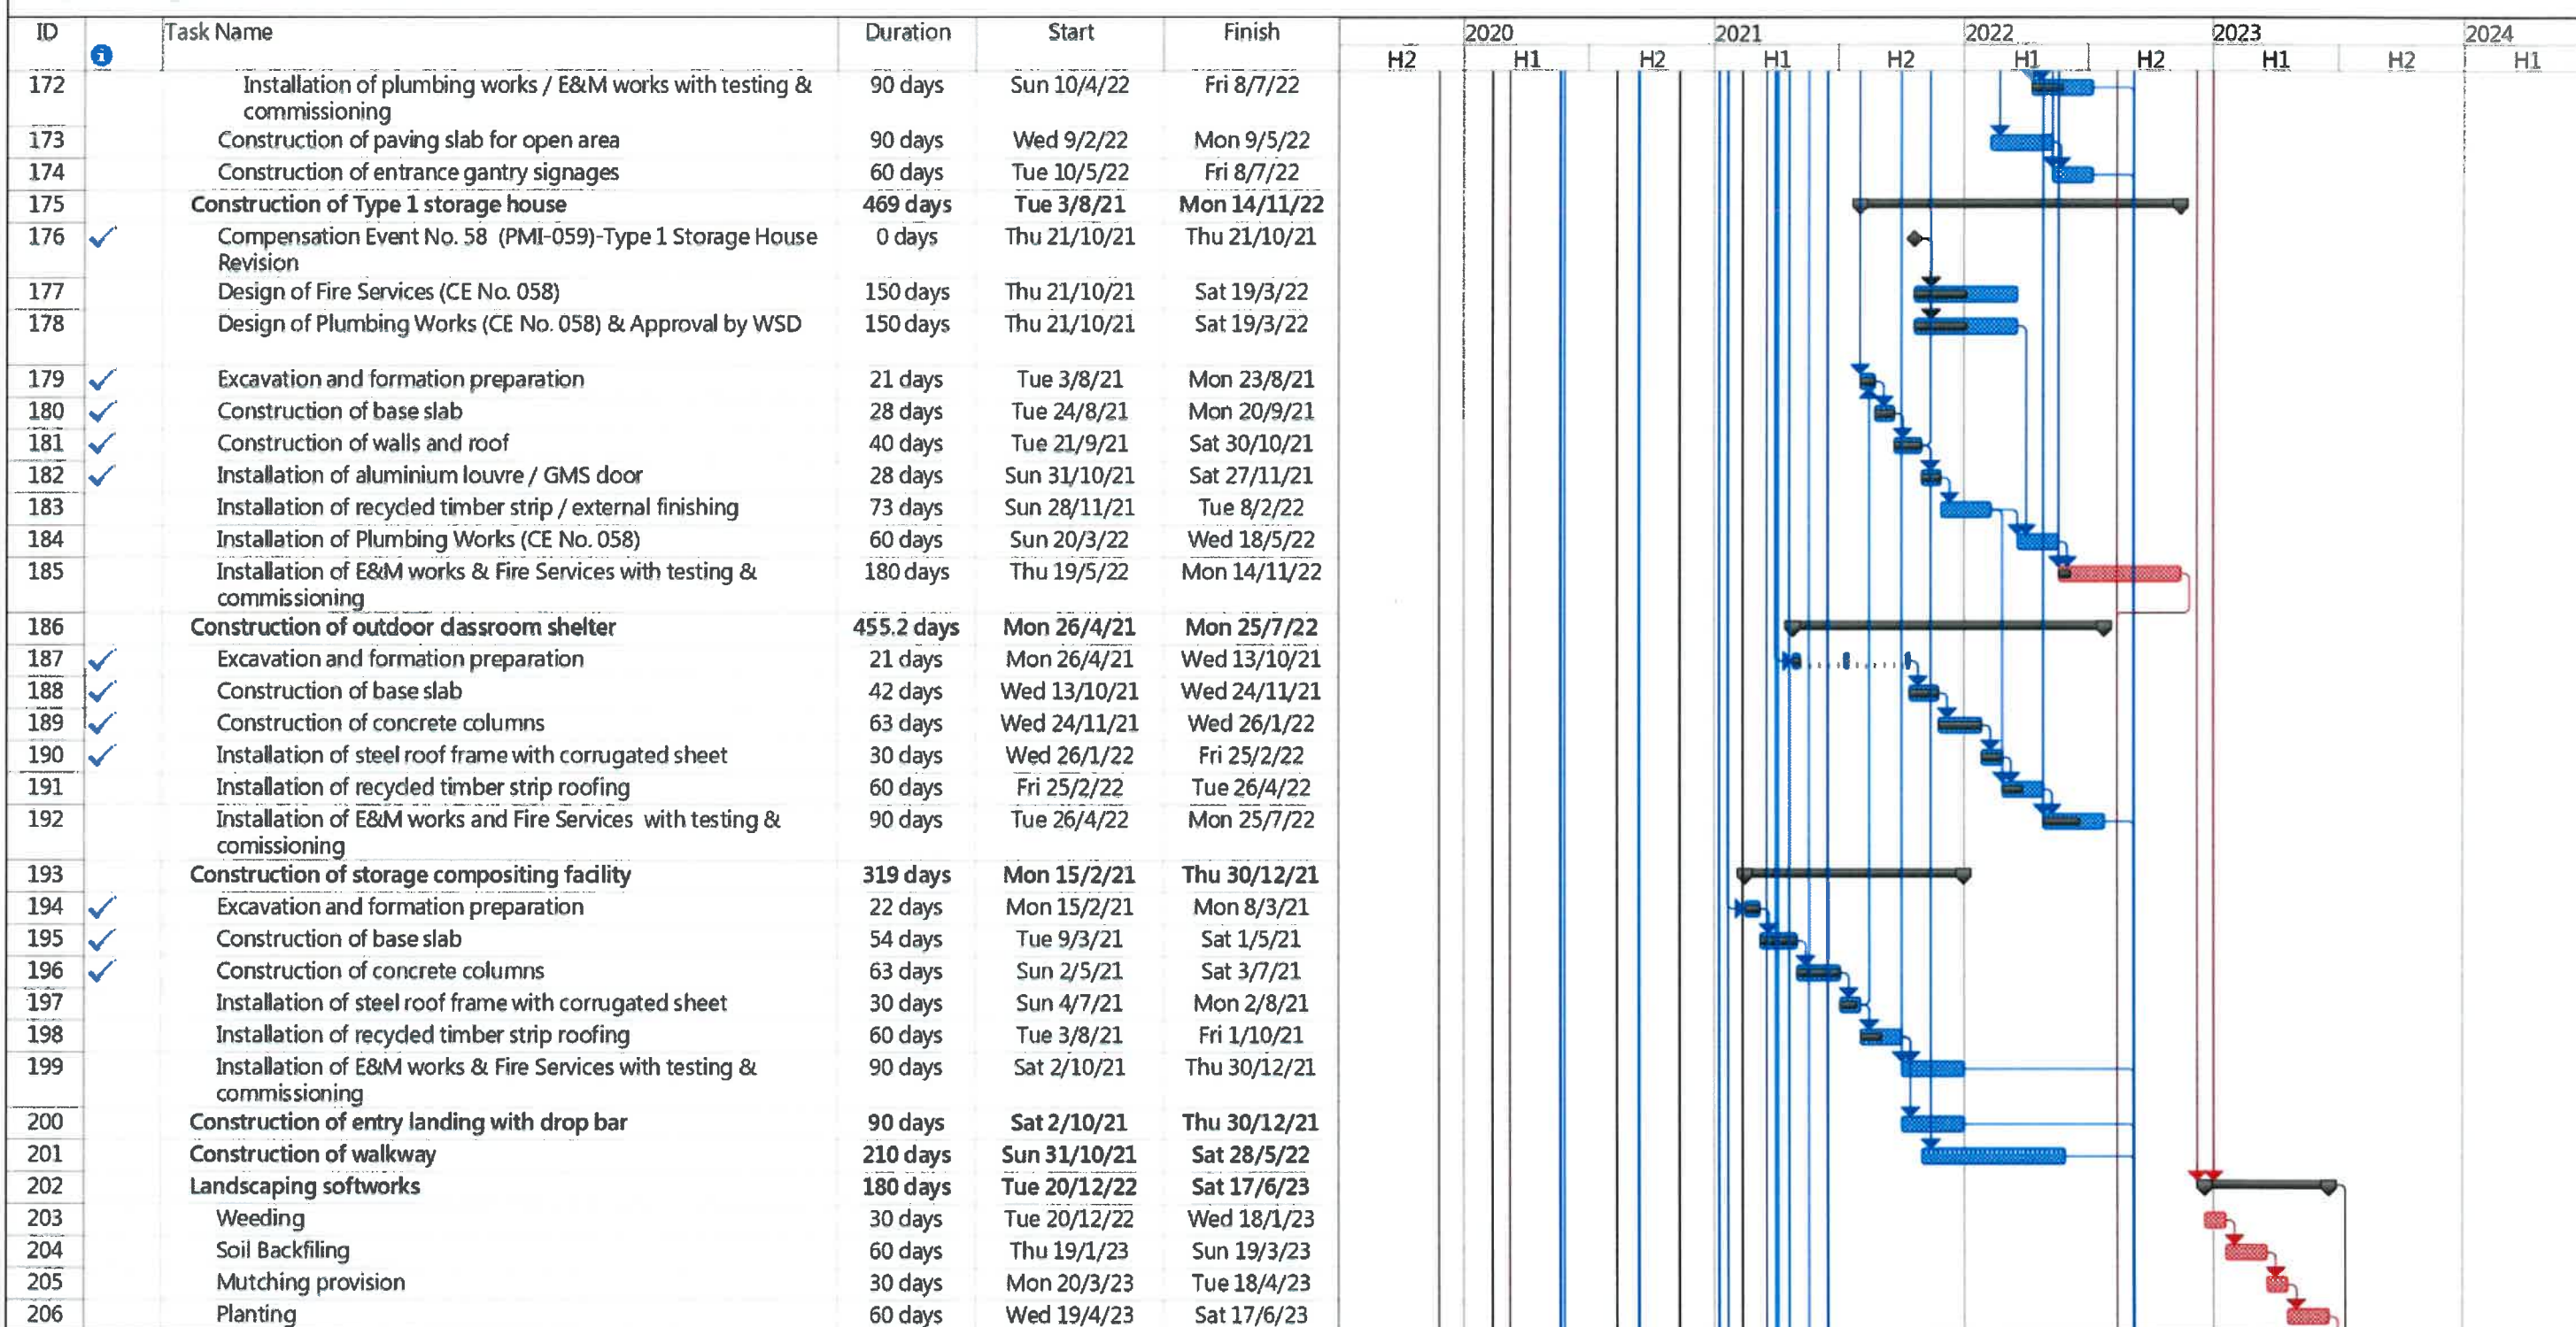 ID Task Name Duration Start Finish 2020 2021 2022 2023 2024
H2 H1 H2 H1 H2 H1 H2 H1 H2 H1
172 Installation of plumbing works / E&M works with testing & 90 days Sun 10/4/22 Fri 8/7/22
commissioning
173 Construction of paving slab for open area 90 days Wed 9/2/22 Mon 9/5/22
174 Construction of entrance gantry signages 60 days Tue 10/5/22 Fri 8/7/22
175 Construction of Type 1 storage house 469 days Tue 3/8/21 Mon 14/11/22
176 Compensation Event No. 58 (PMI-059)-Type 1 Storage House 0 days Thu 21/10/21 Thu 21/10/21
Revision
177 Design of Fire Services (CE No. 058) 150 days Thu 21/10/21 Sat 19/3/22
178 Design of Plumbing Works (CE No. 058) & Approval by WSD 150 days Thu 21/10/21 Sat 19/3/22
179 Excavation and formation preparation 21 days Tue 3/8/21 Mon 23/8/21
180 Construction of base slab 28 days Tue 24/8/21 Mon 20/9/21
181 Construction of walls and roof 40 days Tue 21/9/21 Sat 30/10/21
182 Installation of aluminium louvre / GMS door 28 days Sun 31/10/21 Sat 27/11/21
183 Installation of recycled timber strip / external finishing 73 days Sun 28/11/21 Tue 8/2/22
184 Installation of Plumbing Works (CE No. 058) 60 days Sun 20/3/22 Wed 18/5/22
185 Installation of E&M works & Fire Services with testing & 180 days Thu 19/5/22 Mon 14/11/22
commissioning
186 Construction of outdoor classroom shelter 455.2 days Mon 26/4/21 Mon 25/7/22
187 Excavation and formation preparation 21 days Mon 26/4/21 Wed 13/10/21
188 Construction of base slab 42 days Wed 13/10/21 Wed 24/11/21
189 Construction of concrete columns 63 days Wed 24/11/21 Wed 26/1/22
190 Installation of steel roof frame with corrugated sheet 30 days Wed 26/1/22 Fri 25/2/22
191 Installation of recycled timber strip roofing 60 days Fri 25/2/22 Tue 26/4/22
192 Installation of E&M works and Fire Services with testing & 90 days Tue 26/4/22 Mon 25/7/22
comissioning
193 Construction of storage compositing facility 319 days Mon 15/2/21 Thu 30/12/21
194 Excavation and formation preparation 22 days Mon 15/2/21 Mon 8/3/21
195 Construction of base slab 54 days Tue 9/3/21 Sat 1/5/21
196 Construction of concrete columns 63 days Sun 2/5/21 Sat 3/7/21
197 Installation of steel roof frame with corrugated sheet 30 days Sun 4/7/21 Mon 2/8/21
198 Installation of recycled timber strip roofing 60 days Tue 3/8/21 Fri 1/10/21
199 Installation of E&M works & Fire Services with testing & 90 days Sat 2/10/21 Thu 30/12/21
commissioning
200 Construction of entry landing with drop bar 90 days Sat 2/10/21 Thu 30/12/21
201 Construction of walkway 210 days Sun 31/10/21 Sat 28/5/22
202 Landscaping softworks 180 days Tue 20/12/22 Sat 17/6/23
203 Weeding 30 days Tue 20/12/22 Wed 18/1/23
204 Soil Backfiling 60 days Thu 19/1/23 Sun 19/3/23
205 Mutching provision 30 days Mon 20/3/23 Tue 18/4/23
206 Planting 60 days Wed 19/4/23 Sat 17/6/23